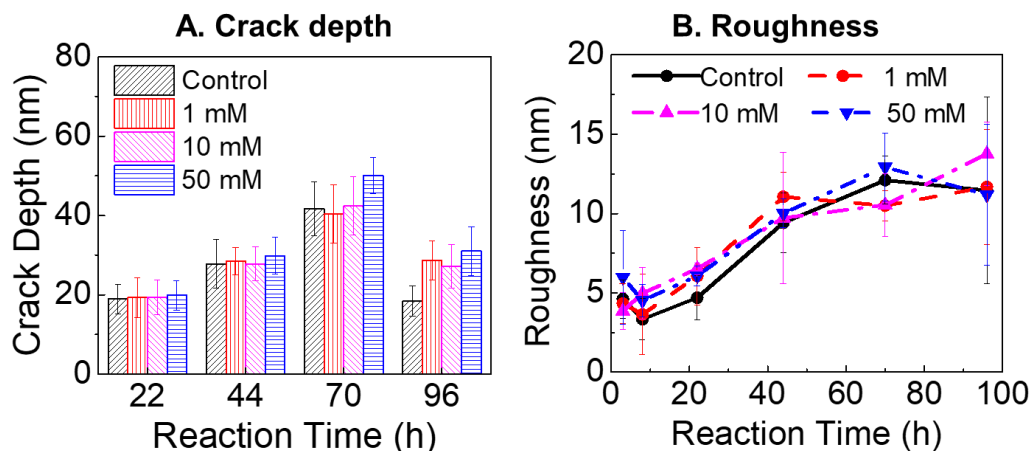 A. Crack depth
80
60
40
20
0
Crack Depth (nm)
Control
1 mM
10 mM
50 mM
22 44 70 96
Reaction Time (h)
B. Roughness
20
15
10
5
0
Roughness (nm)
Control 1 mM
10 mM 50 mM
0 20 40 60 80 100
Reaction Time (h)